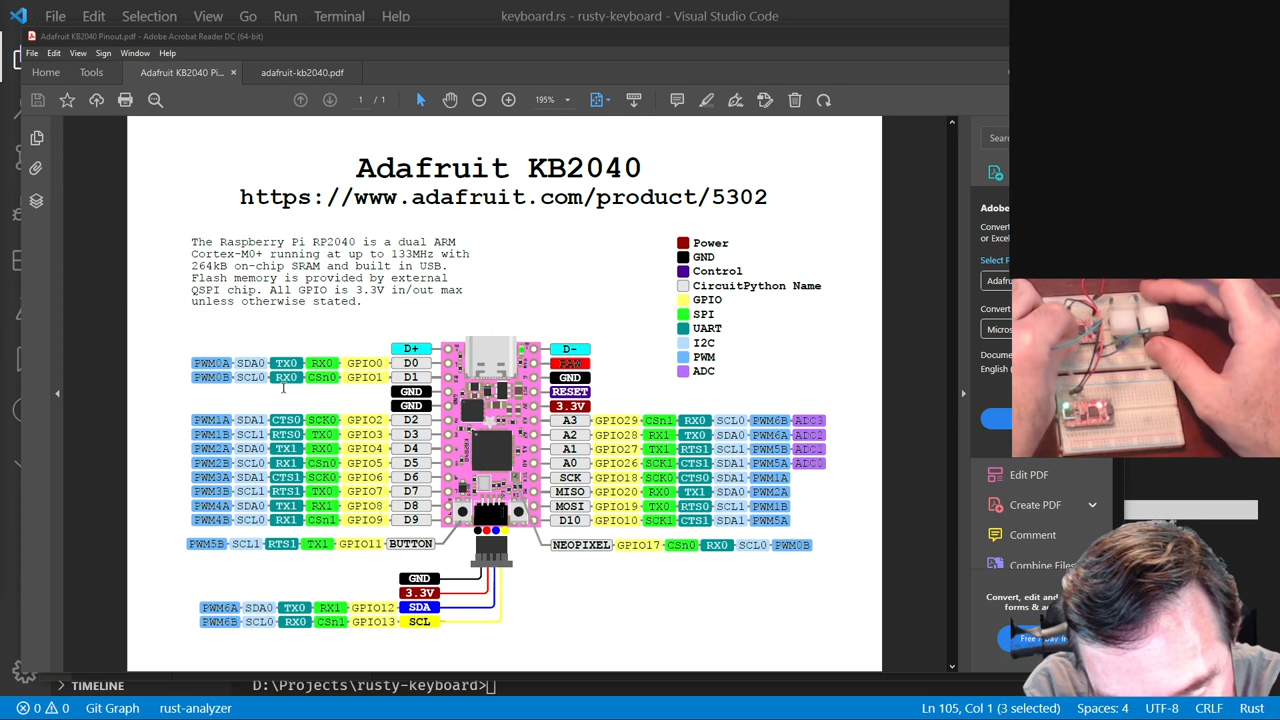 File Edit Selection View Go Run Terminal Help keyboard.rs - rusty-keyboard - Visual Studio Code
Adafruit KB2040 Pinout.pdf - Adobe Acrobat Reader DC (64-bit)
File Edit View Sign Window Help
Home Tools Adafruit KB2040 Pi... × adafruit-kb2040.pdf
1 / 1 195%
Adafruit KB2040
https://www.adafruit.com/product/5302
The Raspberry Pi RP2040 is a dual ARM
Cortex-M0+ running at up to 133MHz with
264kB on-chip SRAM and built in USB.
Flash memory is provided by external
QSPI chip. All GPIO is 3.3V in/out max
unless otherwise stated.
Power
GND
Control
CircuitPython Name
GPIO
SPI
UART
I2C
PWM
ADC
D+ D-
PWM0A SDA0 TX0 RX0 GPIO0 D0 RAW
PWM0B SCL0 RX0 CSn0 GPIO1 D1 GND
GND RESET
GND 3.3V
PWM1A SDA1 CTS0 SCK0 GPIO2 D2 A3 GPIO29 CSn1 RX0 SCL0 PWM6B ADC3
PWM1B SCL1 RTS0 TX0 GPIO3 D3 A2 GPIO28 RX1 TX0 SDA0 PWM6A ADC2
PWM2A SDA0 TX1 RX0 GPIO4 D4 A1 GPIO27 TX1 RTS1 SCL1 PWM5B ADC1
PWM2B SCL0 RX1 CSn0 GPIO5 D5 A0 GPIO26 SCK1 CTS1 SDA1 PWM5A ADC0
PWM3A SDA1 CTS1 SCK0 GPIO6 D6 SCK GPIO18 SCK0 CTS0 SDA1 PWM1A
PWM3B SCL1 RTS1 TX0 GPIO7 D7 MISO GPIO20 RX0 TX1 SDA0 PWM2A
PWM4A SDA0 TX1 RX1 GPIO8 D8 MOSI GPIO19 TX0 RTS0 SCL1 PWM1B
PWM4B SCL0 RX1 CSn1 GPIO9 D9 D10 GPIO10 SCK1 CTS1 SDA1 PWM5A
PWM5B SCL1 RTS1 TX1 GPIO11 BUTTON NEOPIXEL GPIO17 CSn0 RX0 SCL0 PWM0B
GND
3.3V
PWM6A SDA0 TX0 RX1 GPIO12 SDA
PWM6B SCL0 RX0 CSn1 GPIO13 SCL
Adobe
Select P
Edit PDF
Create PDF
Comment
Combine Files
Convert, edit and
forms & a
TIMELINE D:\Projects\rusty-keyboard>
0 0 Git Graph rust-analyzer Ln 105, Col 1 (3 selected) Spaces: 4 UTF-8 CRLF Rust